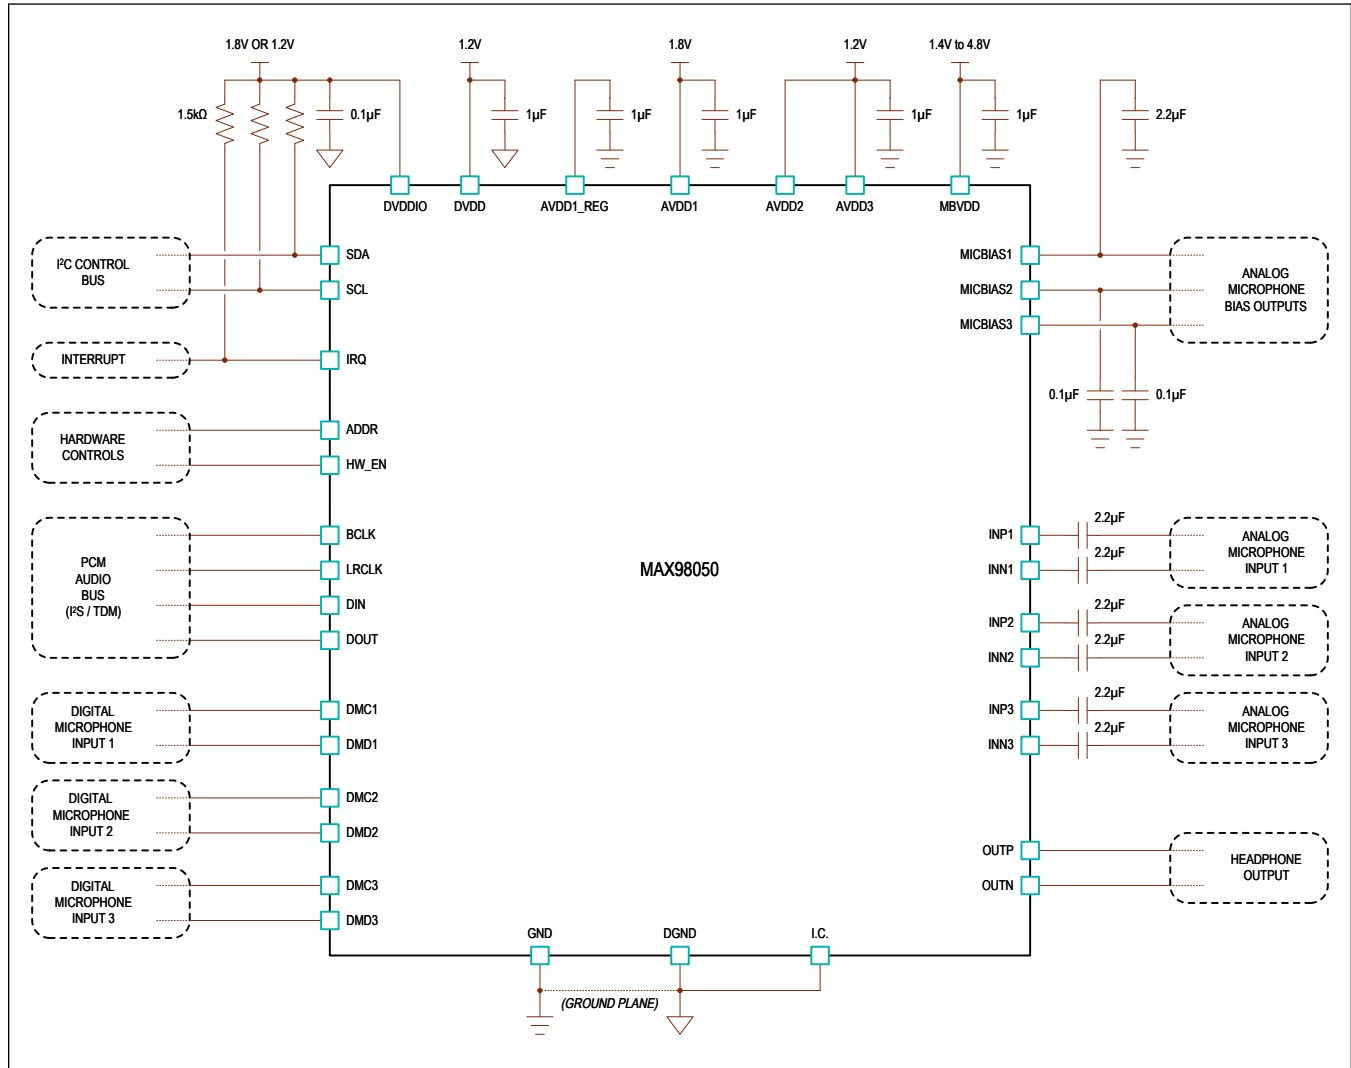 1.8V OR 1.2V
1.2V
1.8V
1.2V
1.4V to 4.8V
1.5kΩ
0.1µF
1µF
1µF
1µF
1µF
1µF
2.2µF
DVDDIO
DVDD
AVDD1_REG
AVDD1
AVDD2
AVDD3
MBVDD
I²C CONTROL
BUS
SDA
SCL
INTERRUPT
IRQ
HARDWARE
CONTROLS
ADDR
HW_EN
PCM
AUDIO
BUS
(I²S / TDM)
BCLK
LRCLK
DIN
DOUT
DIGITAL
MICROPHONE
INPUT 1
DMC1
DMD1
DIGITAL
MICROPHONE
INPUT 2
DMC2
DMD2
DIGITAL
MICROPHONE
INPUT 3
DMC3
DMD3
MAX98050
MICBIAS1
MICBIAS2
MICBIAS3
ANALOG
MICROPHONE
BIAS OUTPUTS
0.1µF
0.1µF
INP1
INN1
2.2µF
2.2µF
ANALOG
MICROPHONE
INPUT 1
INP2
INN2
2.2µF
2.2µF
ANALOG
MICROPHONE
INPUT 2
INP3
INN3
2.2µF
2.2µF
ANALOG
MICROPHONE
INPUT 3
OUTP
OUTN
HEADPHONE
OUTPUT
GND
DGND
I.C.
(GROUND PLANE)